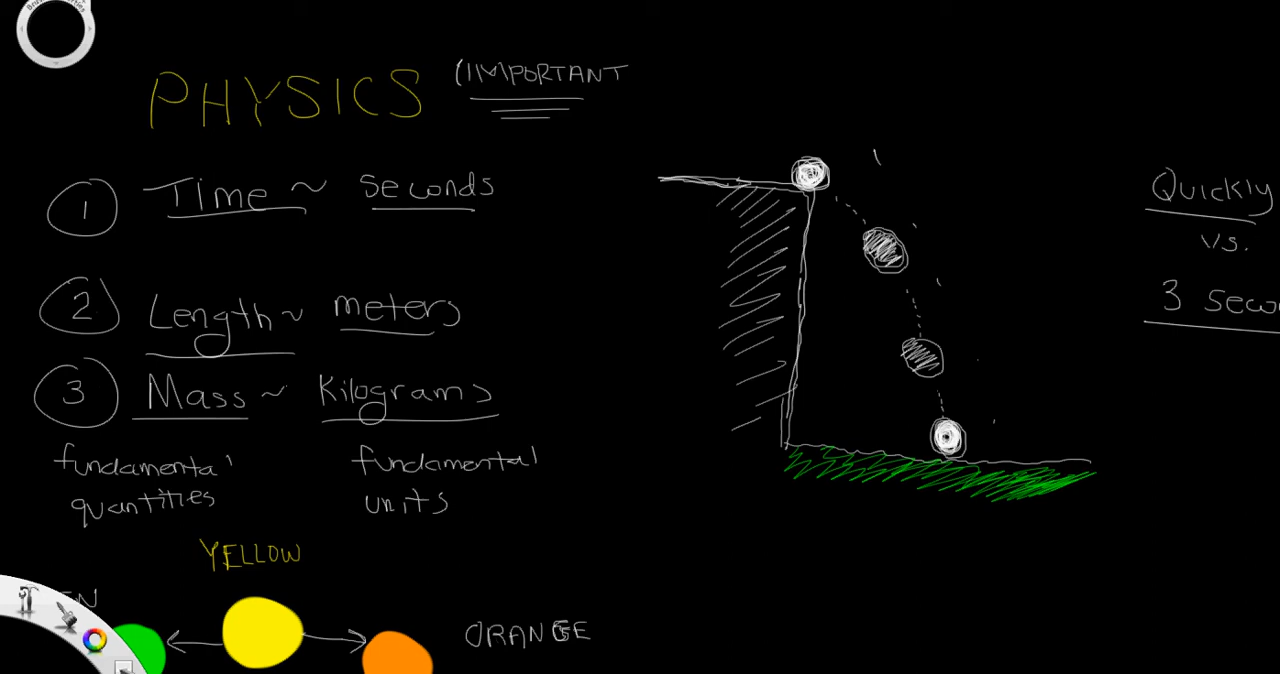 PHYSICS (IMPORTANT
1 Time ~ seconds
2 Length ~ meters
3 Mass ~ Kilograms
fundamental fundamental
quantities units
YELLOW
ORANGE
Quickly
vs.
3